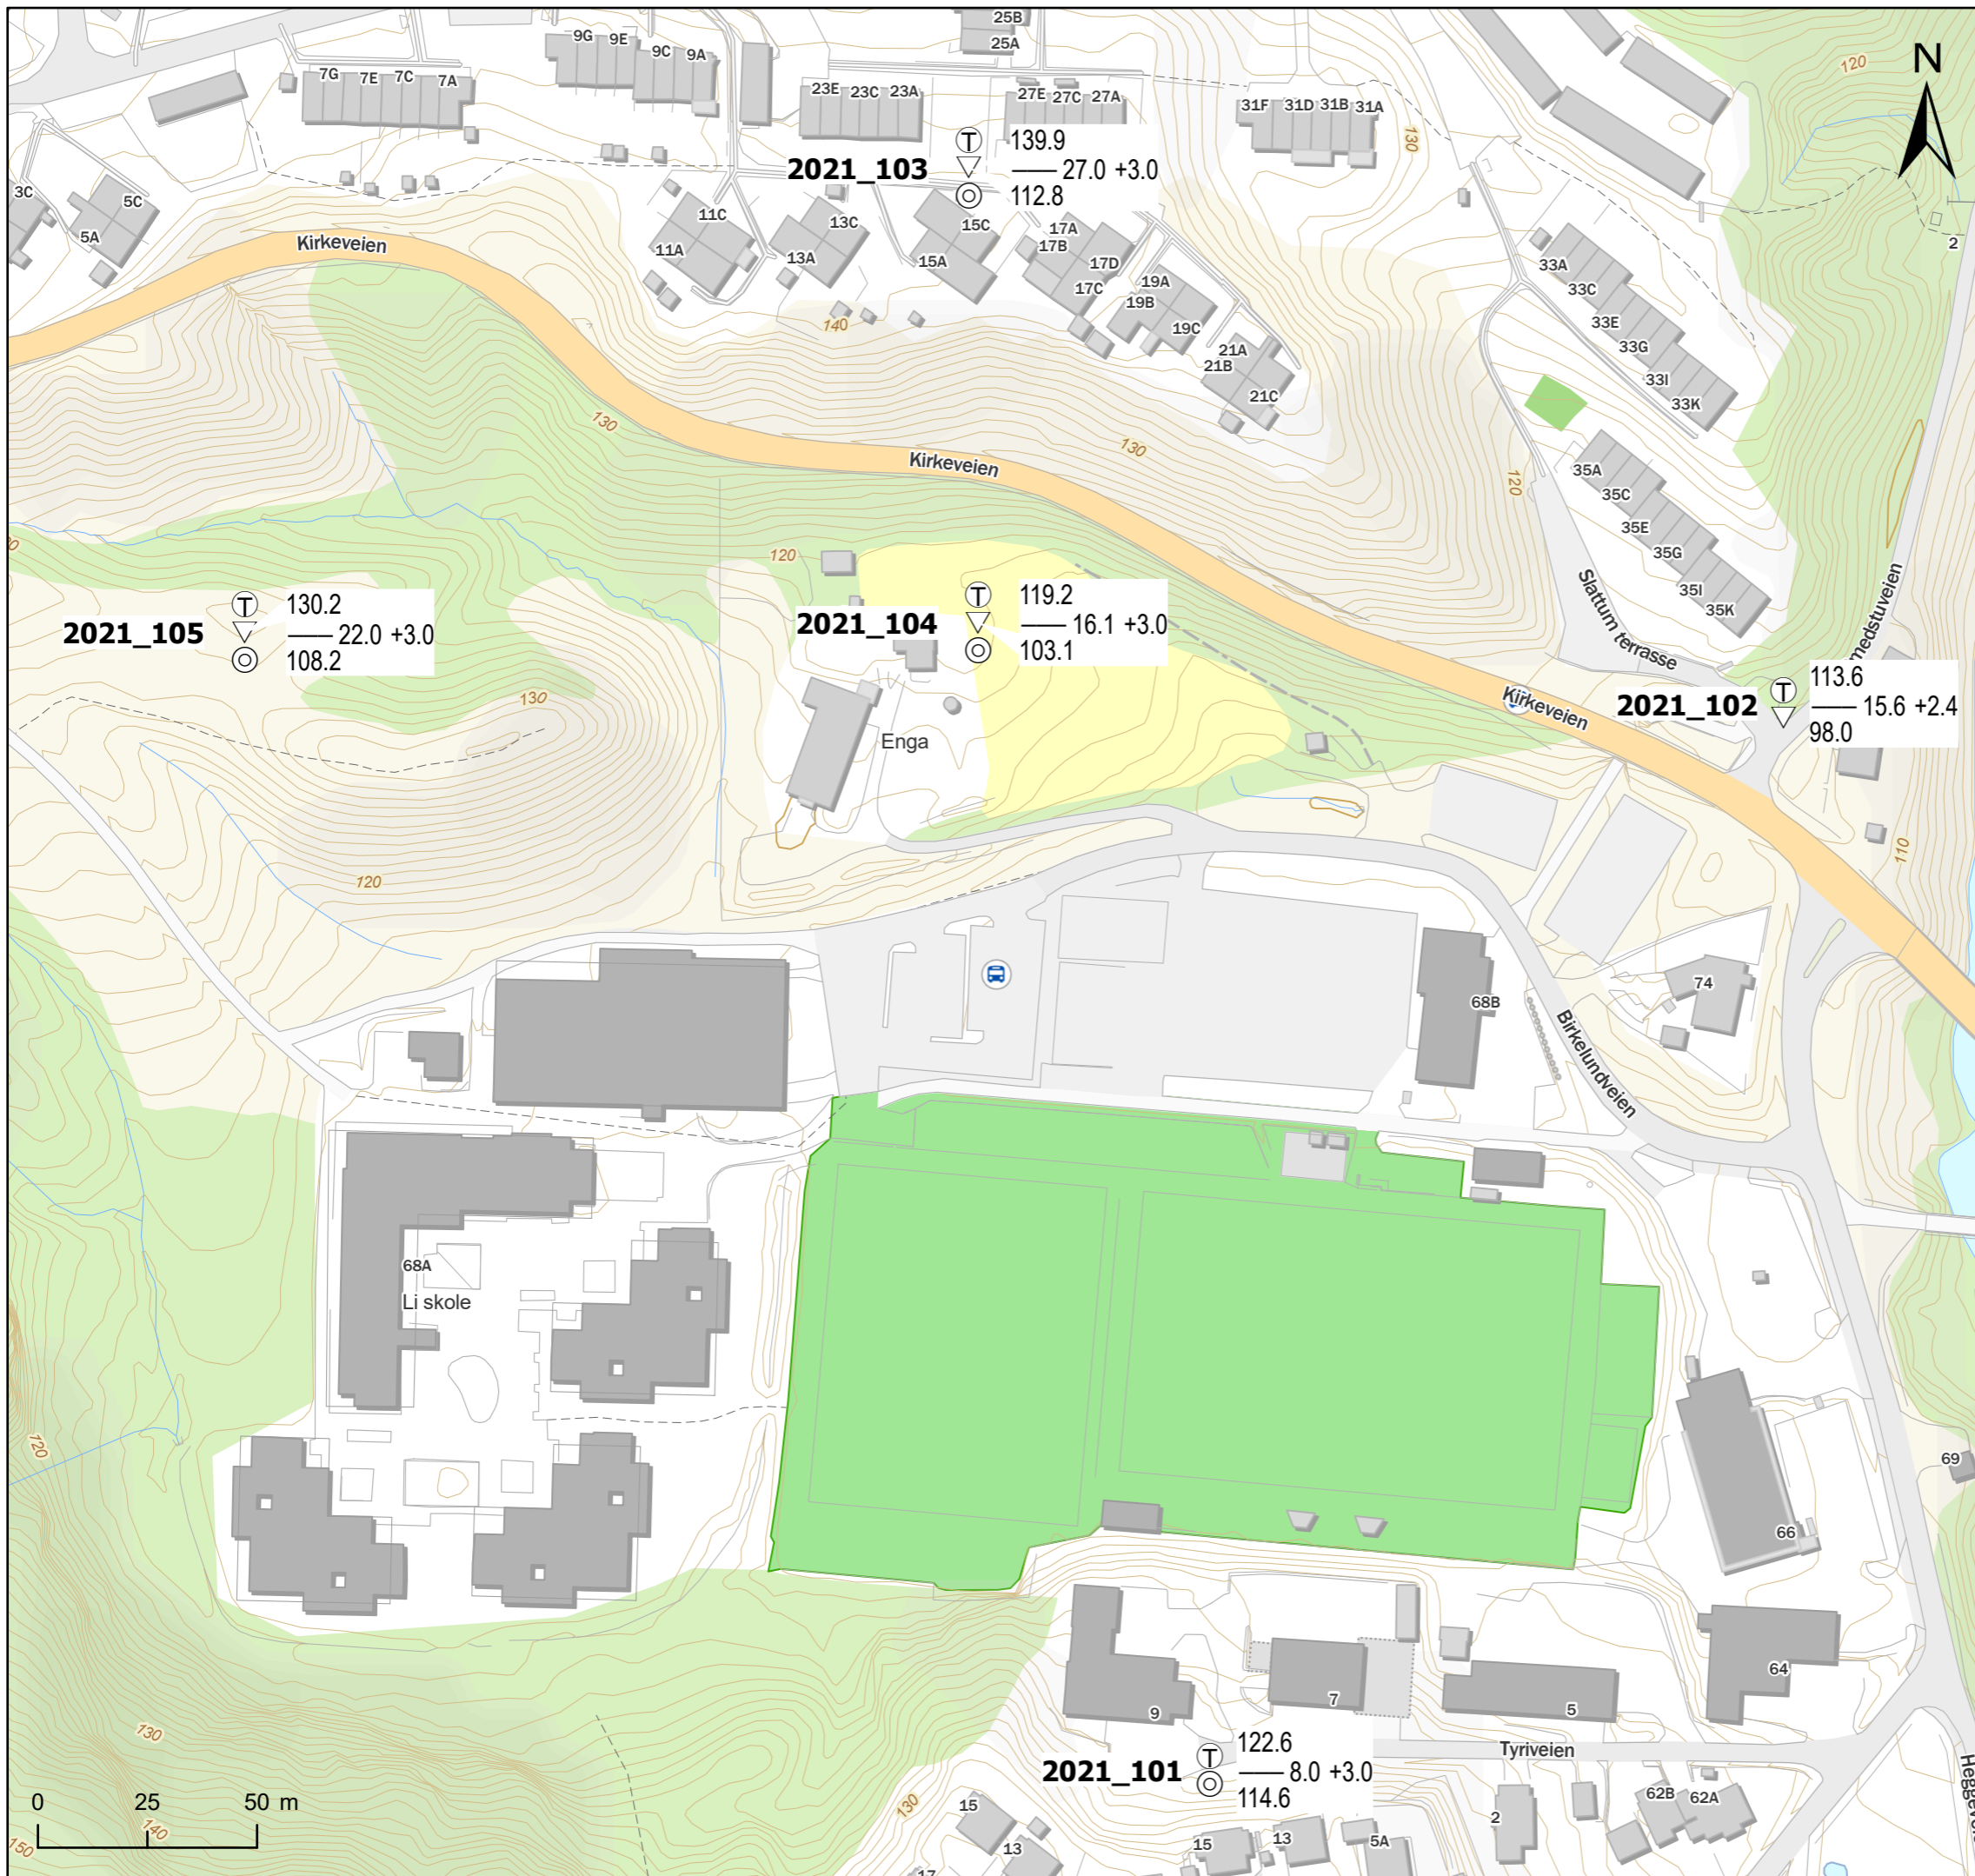 25B
25A
9G 9E 9C 9A
7G 7E 7C 7A
23E 23C 23A
27E 27C 27A
31F 31D 31B 31A
120
N
130
2021_103 T 139.9
27.0 +3.0
112.8
3C
5C
5A
11C
11A
13C
13A
15C
15A
17A
17B
17D
17C
19A
19B
19C
21A
21B
21C
33A
33C
33E
33G
33I
33K
2
Kirkeveien
140
130
Kirkeveien
130
120
35A
35C
35E
35G
35I
35K
120
2021_105 T 130.2
22.0 +3.0
108.2
2021_104 T 119.2
16.1 +3.0
103.1
Slattum terrasse
medstuveien
2021_102 T 113.6
15.6 +2.4
98.0
Kirkeveien
130
Enga
110
120
74
68B
Birkelundveien
68A
Li skole
120
69
66
64
9
7
5
130
2021_101 T 122.6
8.0 +3.0
114.6
Tyriveien
0 25 50 m
140
150
130
15
13
17
15
13
5A
2
62B
62A